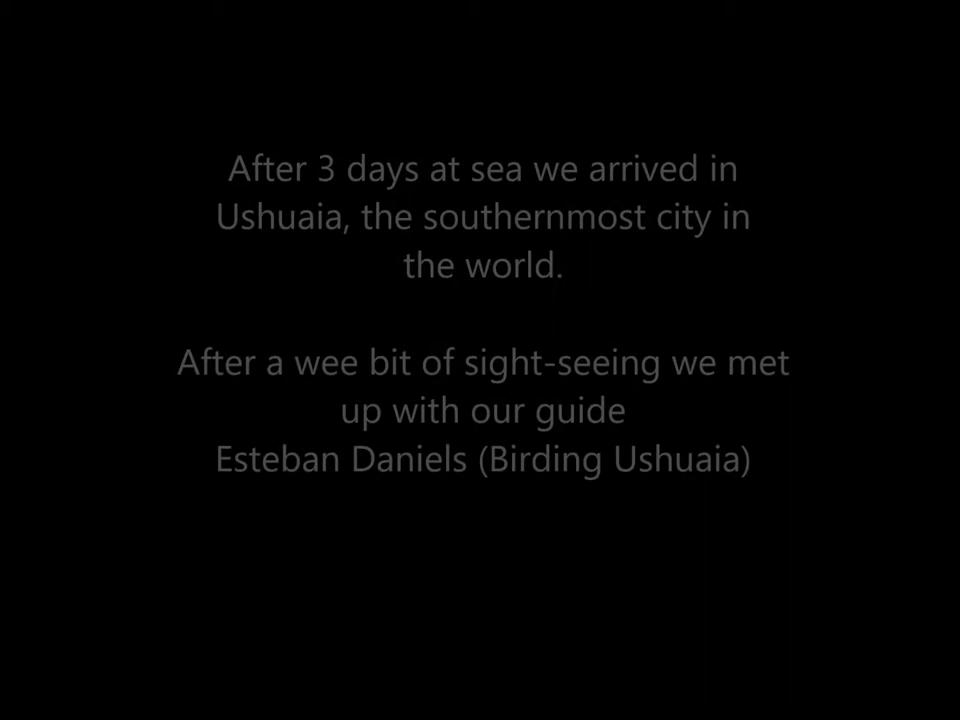 After 3 days at sea we arrived in
Ushuaia, the southernmost city in
the world.
After a wee bit of sight-seeing we met
up with our guide
Esteban Daniels (Birding Ushuaia)